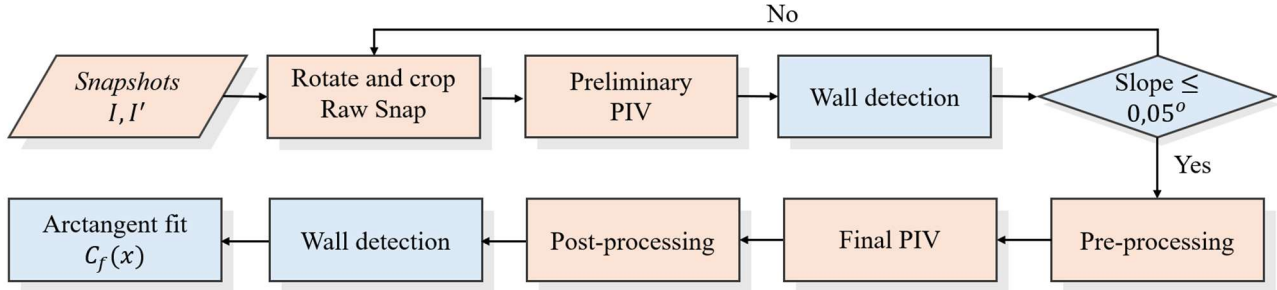 No
Snapshots
I, I′
Rotate and crop
Raw Snap
Preliminary
PIV
Wall detection
Slope ≤
0,05°
Yes
Arctangent fit
C_f(x)
Wall detection
Post-processing
Final PIV
Pre-processing